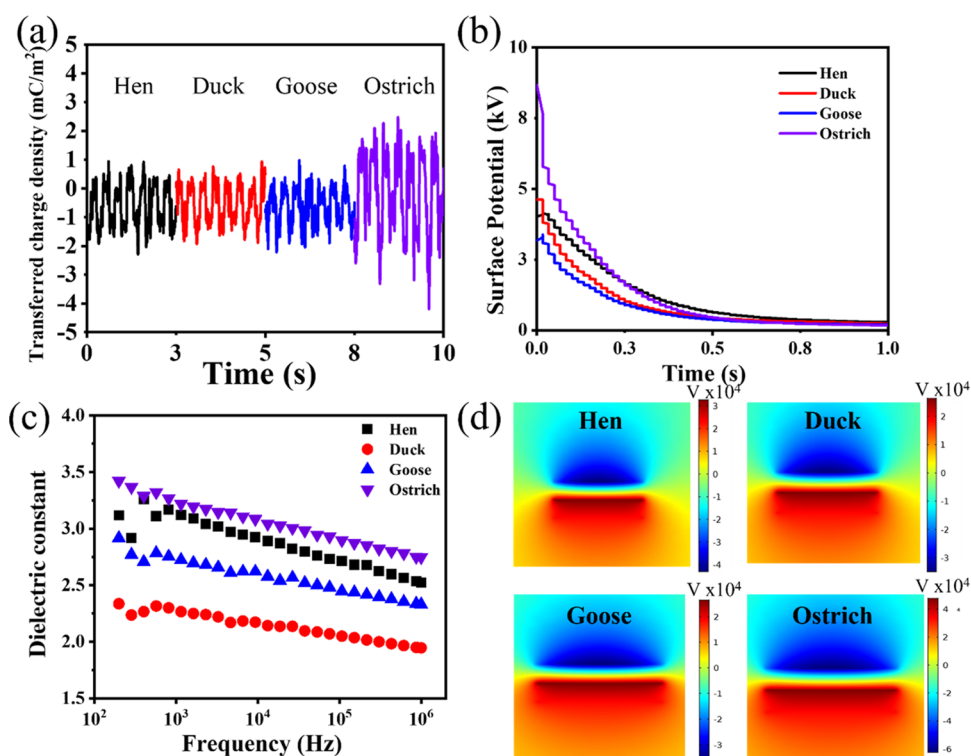 (a)
Transferred charge density (mC/m²)
5
4
3
2
1
0
-1
-2
-3
-4
-5
Hen Duck Goose Ostrich
0 3 5 8 10
Time (s)
(b)
Surface Potential (kV)
10
8
5
3
0
Hen
Duck
Goose
Ostrich
0.0 0.3 0.5 0.8 1.0
Time (s)
(c)
Dielectric constant
4.0
3.5
3.0
2.5
2.0
1.5
Hen
Duck
Goose
Ostrich
10² 10³ 10⁴ 10⁵ 10⁶
Frequency (Hz)
(d)
Hen
V x10⁴
3
2
1
0
-1
-2
-3
-4
Duck
V x10⁴
2
1
0
-1
-2
-3
Goose
V x10⁴
2
1
0
-1
-2
-3
Ostrich
V x10⁴
4
4
2
0
-2
-4
-6